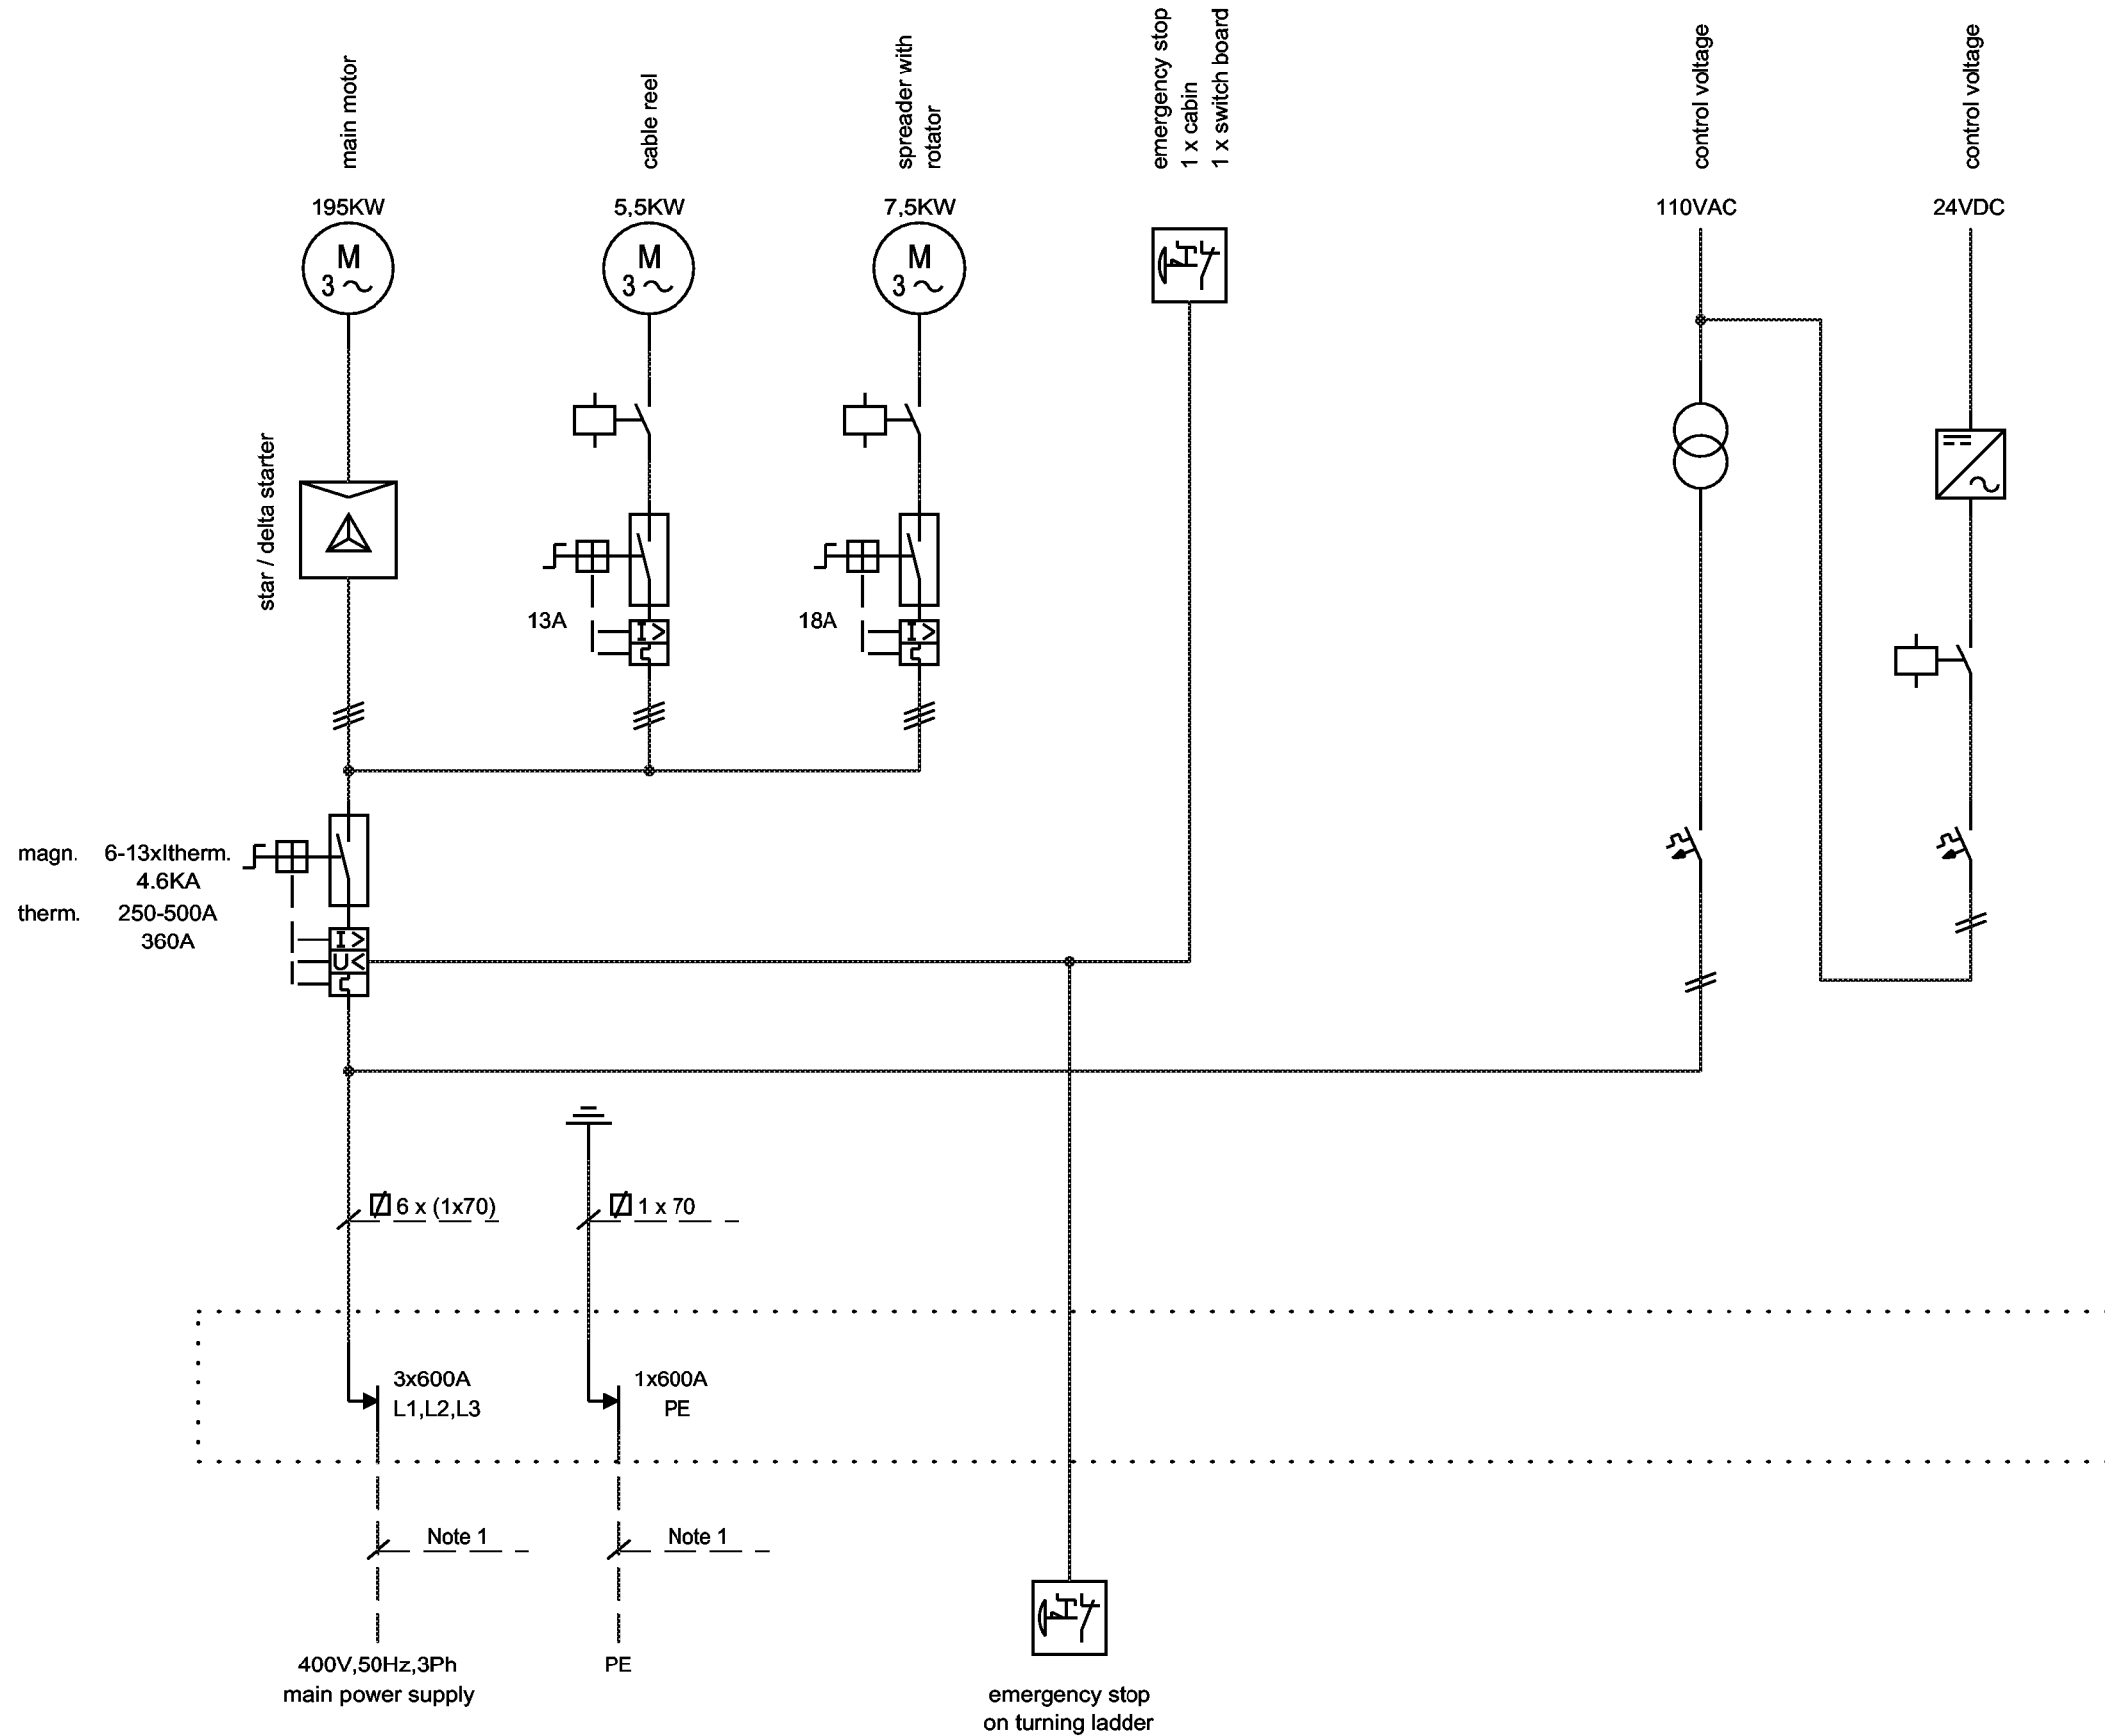 main motor
cable reel
spreader with
rotator
emergency stop
1 x cabin
1 x switch board
control voltage
control voltage
195KW
5,5KW
7,5KW
110VAC
24VDC
M
3
M
3
M
3
star / delta starter
13A
I>
18A
I>
magn. 6-13xItherm.
4.6KA
therm. 250-500A
360A
I>
U<
6 x (1x70)
1 x 70
3x600A
L1,L2,L3
1x600A
PE
Note 1
Note 1
400V,50Hz,3Ph
main power supply
PE
emergency stop
on turning ladder